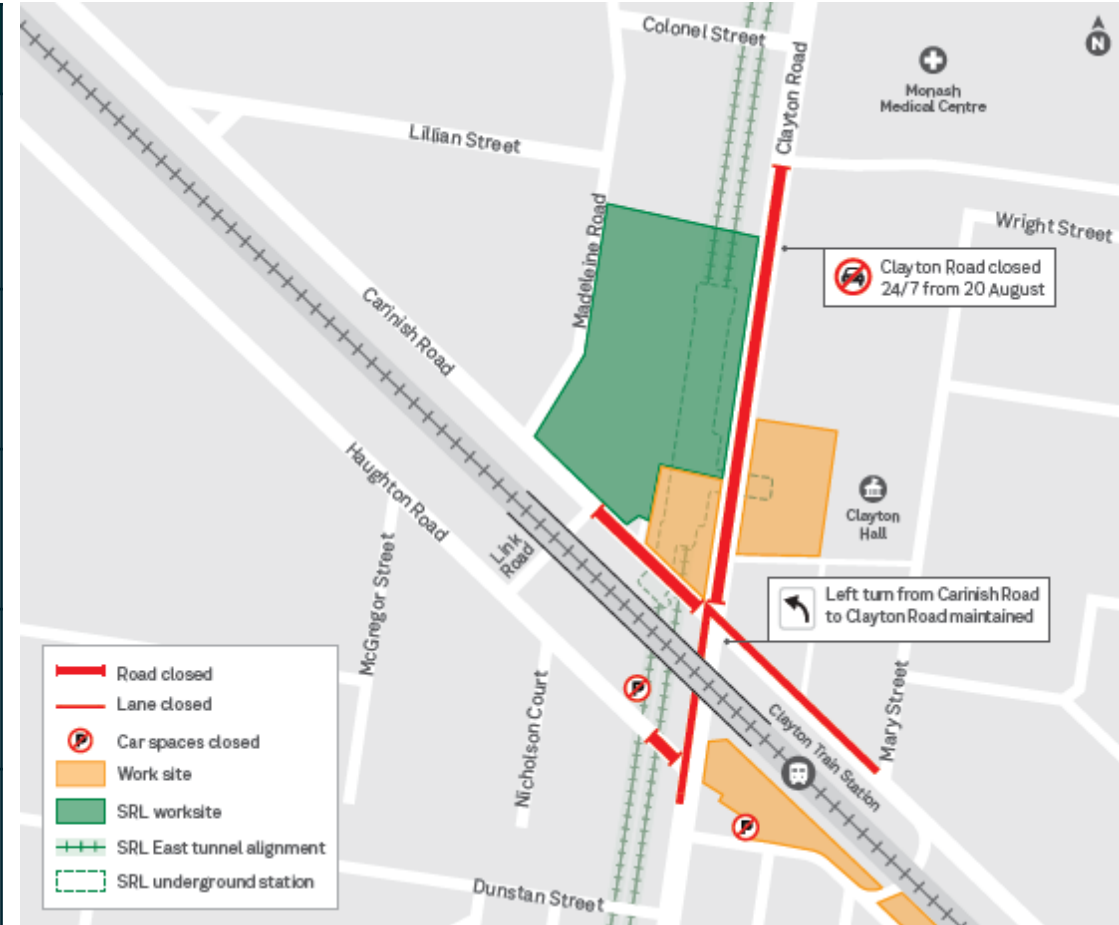 Colonel Street
Clayton Road
N
Monash
Medical Centre
Lillian Street
Madeleine Road
Wright Street
Clayton Road closed
24/7 from 20 August
Carinish Road
Haughton Road
Clayton
Hall
Link
Road
McGregor Street
Left turn from Carinish Road
to Clayton Road maintained
Nicholson Court
Mary Street
Clayton Train Station
P
P
Dunstan Street
Road closed
Lane closed
P
Car spaces closed
Work site
SRL worksite
SRL East tunnel alignment
SRL underground station